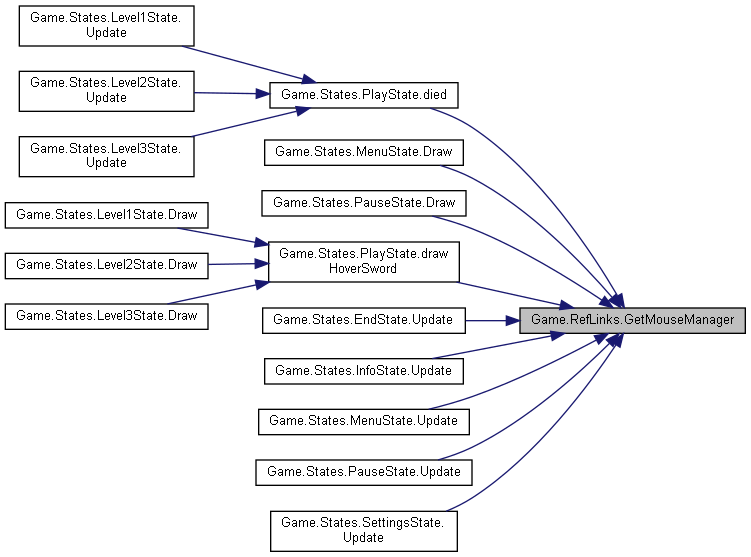 Game.States.Level1State.
Update
Game.States.Level2State.
Update
Game.States.Level3State.
Update
Game.States.Level1State.Draw
Game.States.Level2State.Draw
Game.States.Level3State.Draw
Game.States.PlayState.died
Game.States.MenuState.Draw
Game.States.PauseState.Draw
Game.States.PlayState.draw
HoverSword
Game.States.EndState.Update
Game.States.InfoState.Update
Game.States.MenuState.Update
Game.States.PauseState.Update
Game.States.SettingsState.
Update
Game.RefLinks.GetMouseManager